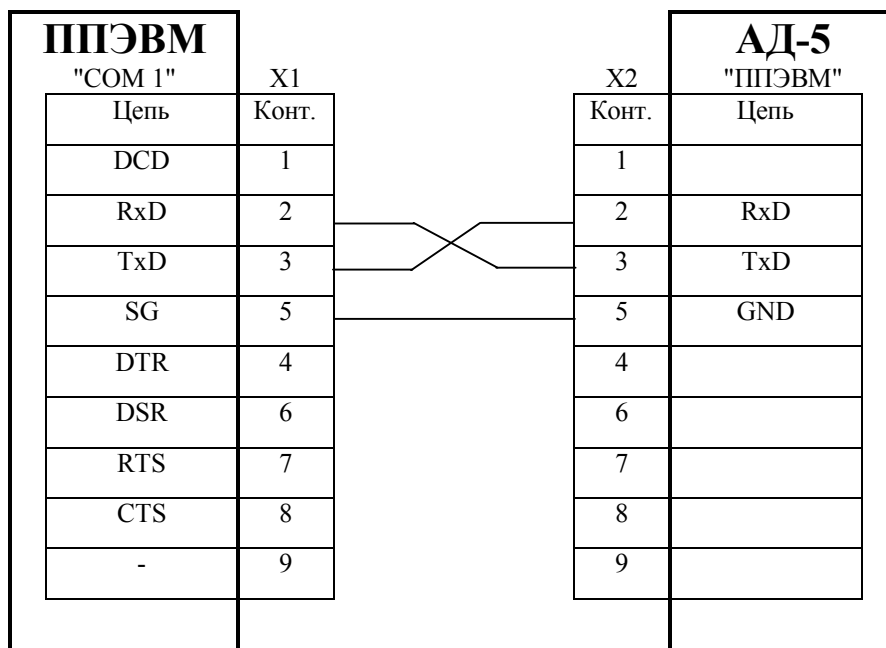 ППЭВМ АД-5
"COM 1" X1 X2 "ППЭВМ"
Цепь Конт. Конт. Цепь
DCD 1 1
RxD 2 2 RxD
TxD 3 3 TxD
SG 5 5 GND
DTR 4 4
DSR 6 6
RTS 7 7
CTS 8 8
- 9 9